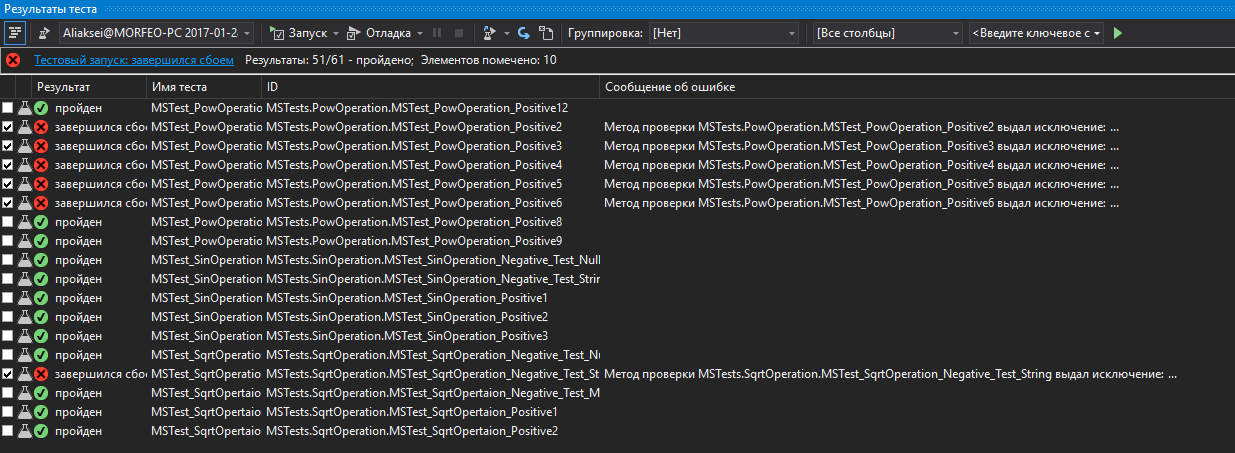 Результаты теста
Aliaksei@MORFEO-PC 2017-01-2 Запуск Отладка Группировка: [Нет] [Все столбцы] <Введите ключевое с
Тестовый запуск: завершился сбоем Результаты: 51/61 - пройдено; Элементов помечено: 10
Результат Имя теста ID Сообщение об ошибке
пройден MSTest_PowOperatio MSTests.PowOperation.MSTest_PowOperation_Positive12
завершился сбое MSTest_PowOperatio MSTests.PowOperation.MSTest_PowOperation_Positive2 Метод проверки MSTests.PowOperation.MSTest_PowOperation_Positive2 выдал исключение: ...
завершился сбое MSTest_PowOperatio MSTests.PowOperation.MSTest_PowOperation_Positive3 Метод проверки MSTests.PowOperation.MSTest_PowOperation_Positive3 выдал исключение: ...
завершился сбое MSTest_PowOperatio MSTests.PowOperation.MSTest_PowOperation_Positive4 Метод проверки MSTests.PowOperation.MSTest_PowOperation_Positive4 выдал исключение: ...
завершился сбое MSTest_PowOperatio MSTests.PowOperation.MSTest_PowOperation_Positive5 Метод проверки MSTests.PowOperation.MSTest_PowOperation_Positive5 выдал исключение: ...
завершился сбое MSTest_PowOperatio MSTests.PowOperation.MSTest_PowOperation_Positive6 Метод проверки MSTests.PowOperation.MSTest_PowOperation_Positive6 выдал исключение: ...
пройден MSTest_PowOperatio MSTests.PowOperation.MSTest_PowOperation_Positive8
пройден MSTest_PowOperatio MSTests.PowOperation.MSTest_PowOperation_Positive9
пройден MSTest_SinOperation MSTests.SinOperation.MSTest_SinOperation_Negative_Test_Null
пройден MSTest_SinOperation MSTests.SinOperation.MSTest_SinOperation_Negative_Test_Strin
пройден MSTest_SinOperation MSTests.SinOperation.MSTest_SinOperation_Positive1
пройден MSTest_SinOperation MSTests.SinOperation.MSTest_SinOperation_Positive2
пройден MSTest_SinOperation MSTests.SinOperation.MSTest_SinOperation_Positive3
пройден MSTest_SqrtOperatio MSTests.SqrtOperation.MSTest_SqrtOperation_Negative_Test_Nu
завершился сбое MSTest_SqrtOperatio MSTests.SqrtOperation.MSTest_SqrtOperation_Negative_Test_St Метод проверки MSTests.SqrtOperation.MSTest_SqrtOperation_Negative_Test_String выдал исключение: ...
пройден MSTest_SqrtOpertaio MSTests.SqrtOperation.MSTest_SqrtOpertaion_Negative_Test_M
пройден MSTest_SqrtOpertaio MSTests.SqrtOperation.MSTest_SqrtOpertaion_Positive1
пройден MSTest_SqrtOpertaio MSTests.SqrtOperation.MSTest_SqrtOpertaion_Positive2